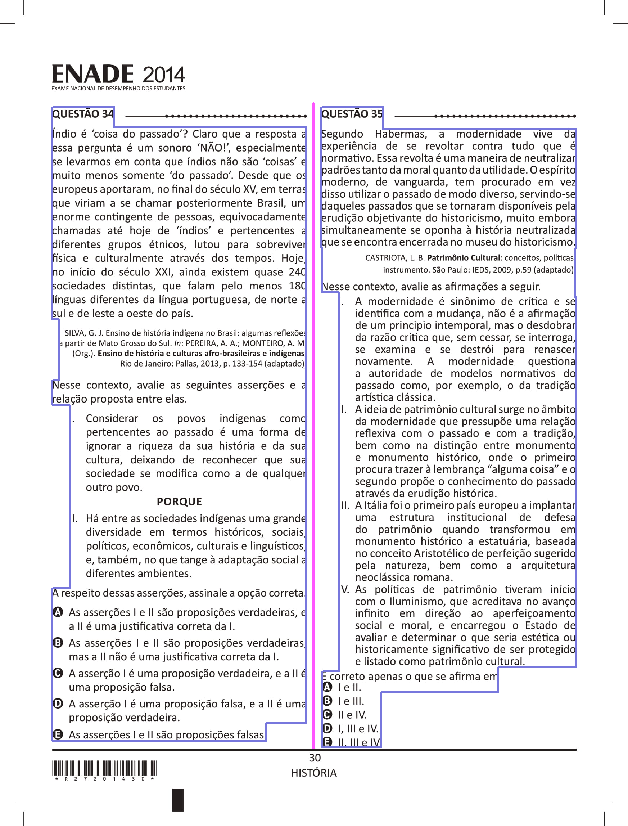 ENADE 2014
EXAME NACIONAL DE DESEMPENHO DOS ESTUDANTES
QUESTÃO 34
Índio é ‘coisa do passado’? Claro que a resposta a
essa pergunta é um sonoro ‘NÃO!’, especialmente
se levarmos em conta que índios não são ‘coisas’ e
muito menos somente ‘do passado’. Desde que os
europeus aportaram, no final do século XV, em terras
que viriam a se chamar posteriormente Brasil, um
enorme contingente de pessoas, equivocadamente
chamadas até hoje de ‘índios’ e pertencentes a
diferentes grupos étnicos, lutou para sobreviver
física e culturalmente através dos tempos. Hoje,
no início do século XXI, ainda existem quase 240
sociedades distintas, que falam pelo menos 180
línguas diferentes da língua portuguesa, de norte a
sul e de leste a oeste do país.
SILVA, G. J. Ensino de história indígena no Brasil: algumas reflexões
a partir de Mato Grosso do Sul. In: PEREIRA, A. A.; MONTEIRO, A. M
(Org.). Ensino de história e culturas afro-brasileiras e indígenas
Rio de Janeiro: Pallas, 2013, p. 133-154 (adaptado)
Nesse contexto, avalie as seguintes asserções e a
relação proposta entre elas.
I. Considerar os povos indígenas como
pertencentes ao passado é uma forma de
ignorar a riqueza da sua história e da sua
cultura, deixando de reconhecer que sua
sociedade se modifica como a de qualquer
outro povo.
PORQUE
II. Há entre as sociedades indígenas uma grande
diversidade em termos históricos, sociais,
políticos, econômicos, culturais e linguísticos,
e, também, no que tange à adaptação social a
diferentes ambientes.
A respeito dessas asserções, assinale a opção correta.
A As asserções I e II são proposições verdadeiras, e
a II é uma justificativa correta da I.
B As asserções I e II são proposições verdadeiras,
mas a II não é uma justificativa correta da I.
C A asserção I é uma proposição verdadeira, e a II é
uma proposição falsa.
D A asserção I é uma proposição falsa, e a II é uma
proposição verdadeira.
E As asserções I e II são proposições falsas
QUESTÃO 35
Segundo Habermas, a modernidade vive da
experiência de se revoltar contra tudo que é
normativo. Essa revolta é uma maneira de neutralizar
padrões tanto da moral quanto da utilidade. O espírito
moderno, de vanguarda, tem procurado em vez
disso utilizar o passado de modo diverso, servindo-se
daqueles passados que se tornaram disponíveis pela
erudição objetivante do historicismo, muito embora
simultaneamente se oponha à história neutralizada
que se encontra encerrada no museu do historicismo.
CASTRIOTA, L. B. Patrimônio Cultural: conceitos, políticas
instrumento. São Paulo: IEDS, 2009, p.59 (adaptado)
Nesse contexto, avalie as afirmações a seguir.
I. A modernidade é sinônimo de crítica e se
identifica com a mudança, não é a afirmação
de um princípio intemporal, mas o desdobrar
da razão crítica que, sem cessar, se interroga,
se examina e se destrói para renascer
novamente. A modernidade questiona
a autoridade de modelos normativos do
passado como, por exemplo, o da tradição
artística clássica.
II. A ideia de patrimônio cultural surge no âmbito
da modernidade que pressupõe uma relação
reflexiva com o passado e com a tradição,
bem como na distinção entre monumento
e monumento histórico, onde o primeiro
procura trazer à lembrança “alguma coisa” e o
segundo propõe o conhecimento do passado
através da erudição histórica.
III. A Itália foi o primeiro país europeu a implantar
uma estrutura institucional de defesa
do patrimônio quando transformou em
monumento histórico a estatuária, baseada
no conceito Aristotélico de perfeição sugerido
pela natureza, bem como a arquitetura
neoclássica romana.
IV. As políticas de patrimônio tiveram início
com o Iluminismo, que acreditava no avanço
infinito em direção ao aperfeiçoamento
social e moral, e encarregou o Estado de
avaliar e determinar o que seria estética ou
historicamente significativo de ser protegido
e listado como patrimônio cultural.
É correto apenas o que se afirma em
A I e II.
B I e III.
C II e IV.
D I, III e IV.
E II, III e IV
30
HISTÓRIA
*R2720143